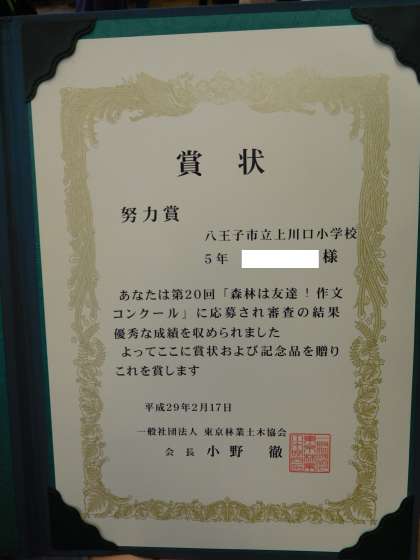 賞状
努力賞
八王子市立上川口小学校
5年 様
あなたは第20回「森林は友達！作文
コンクール」に応募され審査の結果
優秀な成績を収められました
よってここに賞状および記念品を贈り
これを賞します
平成29年2月17日
一般社団法人 東京林業土木協会
会長 小野 徹